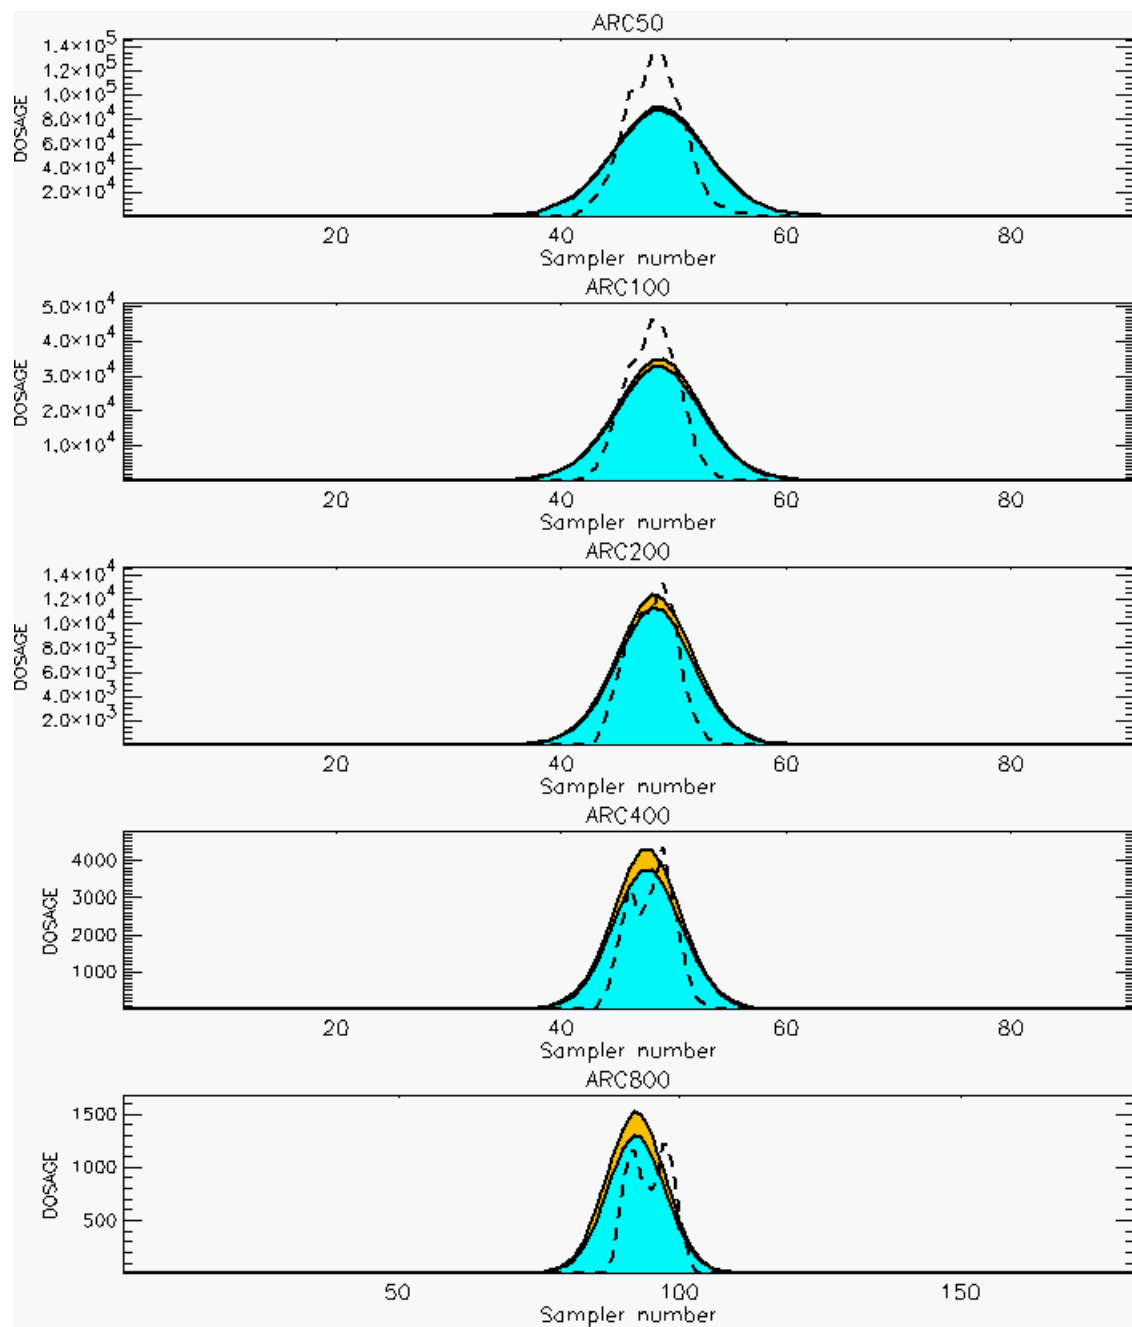 ARC50
1.4×10^5
1.2×10^5
1.0×10^5
8.0×10^4
6.0×10^4
4.0×10^4
2.0×10^4
DOSAGE
20 40 60 80
Sampler number
ARC100
5.0×10^4
4.0×10^4
3.0×10^4
2.0×10^4
1.0×10^4
DOSAGE
20 40 60 80
Sampler number
ARC200
1.4×10^4
1.2×10^4
1.0×10^4
8.0×10^3
6.0×10^3
4.0×10^3
2.0×10^3
DOSAGE
20 40 60 80
Sampler number
ARC400
4000
3000
2000
1000
DOSAGE
20 40 60 80
Sampler number
ARC800
1500
1000
500
DOSAGE
50 100 150
Sampler number